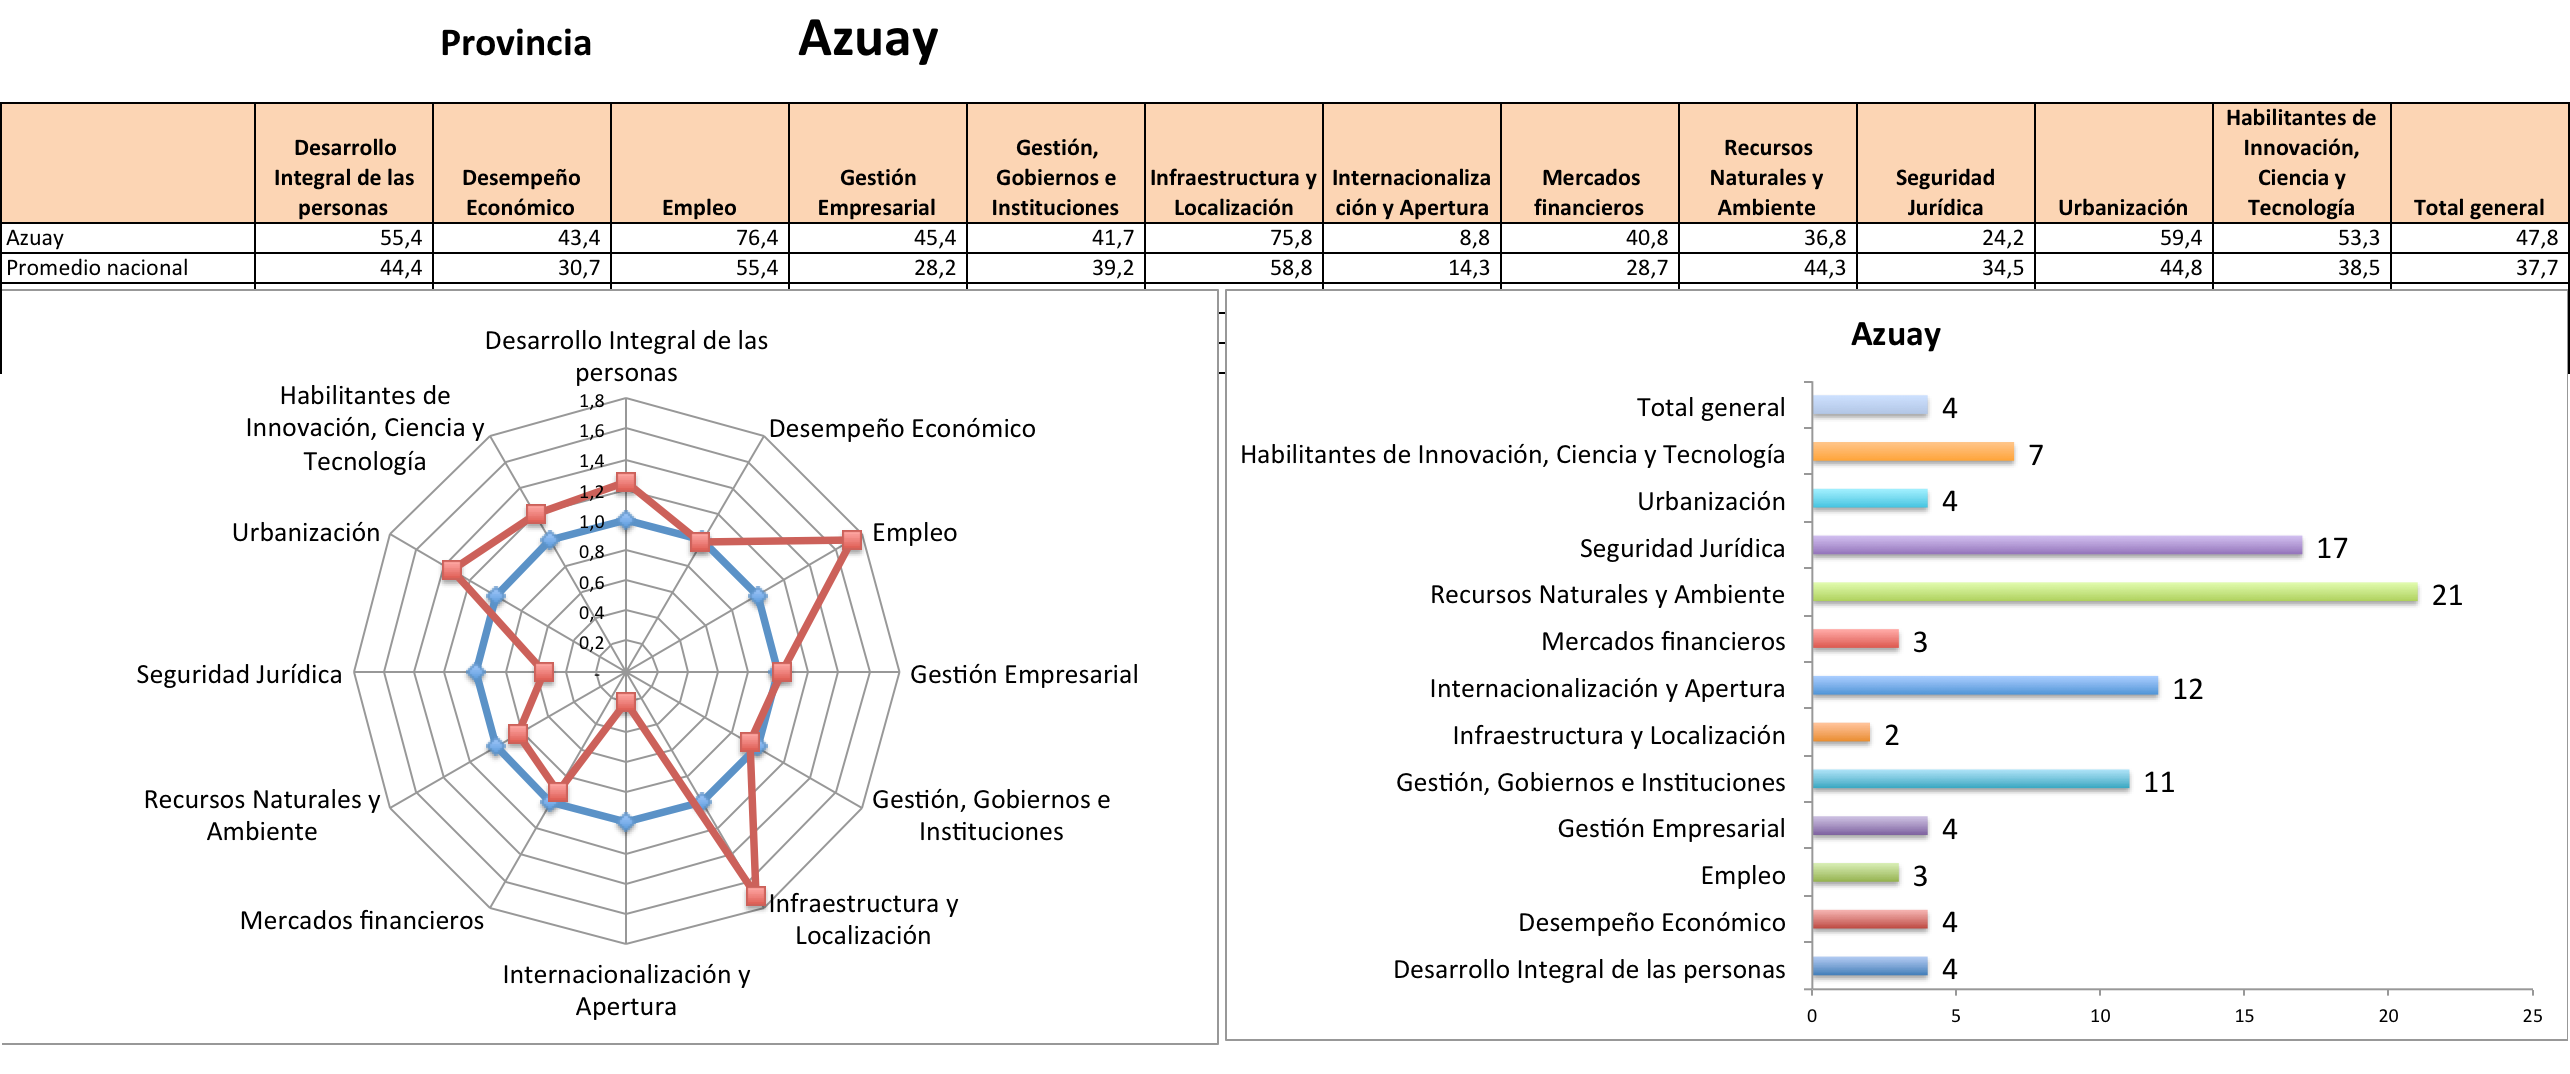 Provincia Azuay
Habilitantes de
Desarrollo Gestión, Recursos Innovación,
Integral de las Desempeño Gestión Gobiernos e Infraestructura y Internacionaliza Mercados Naturales y Seguridad Ciencia y
personas Económico Empleo Empresarial Instituciones Localización ción y Apertura financieros Ambiente Jurídica Urbanización Tecnología Total general
Azuay 55,4 43,4 76,4 45,4 41,7 75,8 8,8 40,8 36,8 24,2 59,4 53,3 47,8
Promedio nacional 44,4 30,7 55,4 28,2 39,2 58,8 14,3 28,7 44,3 34,5 44,8 38,5 37,7
Desarrollo Integral de las
personas
Desempeño Económico
Empleo
Gestión Empresarial
Gestión, Gobiernos e
Instituciones
Infraestructura y
Localización
Internacionalización y
Apertura
Mercados financieros
Recursos Naturales y
Ambiente
Seguridad Jurídica
Urbanización
Habilitantes de
Innovación, Ciencia y
Tecnología
1,8
1,6
1,4
1,2
1,0
0,8
0,6
0,4
0,2
-
Azuay
Total general 4
Habilitantes de Innovación, Ciencia y Tecnología 7
Urbanización 4
Seguridad Jurídica 17
Recursos Naturales y Ambiente 21
Mercados financieros 3
Internacionalización y Apertura 12
Infraestructura y Localización 2
Gestión, Gobiernos e Instituciones 11
Gestión Empresarial 4
Empleo 3
Desempeño Económico 4
Desarrollo Integral de las personas 4
0 5 10 15 20 25